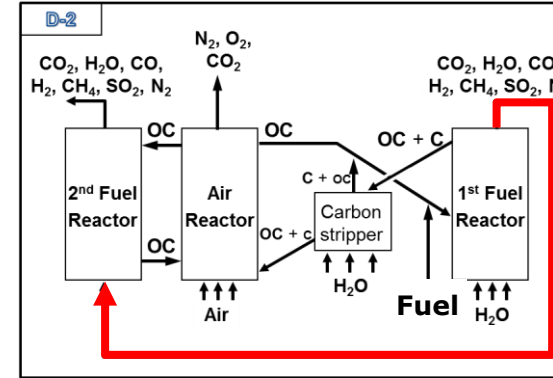 D-2
CO₂, H₂O, CO,
H₂, CH₄, SO₂, N₂
N₂, O₂,
CO₂
CO₂, H₂O, CO
H₂, CH₄, SO₂, N
OC
OC
OC + C
C + oc
2nd Fuel
Reactor
Air
Reactor
Carbon
stripper
1st Fuel
Reactor
OC
OC + c
H₂O
Air
Fuel
H₂O